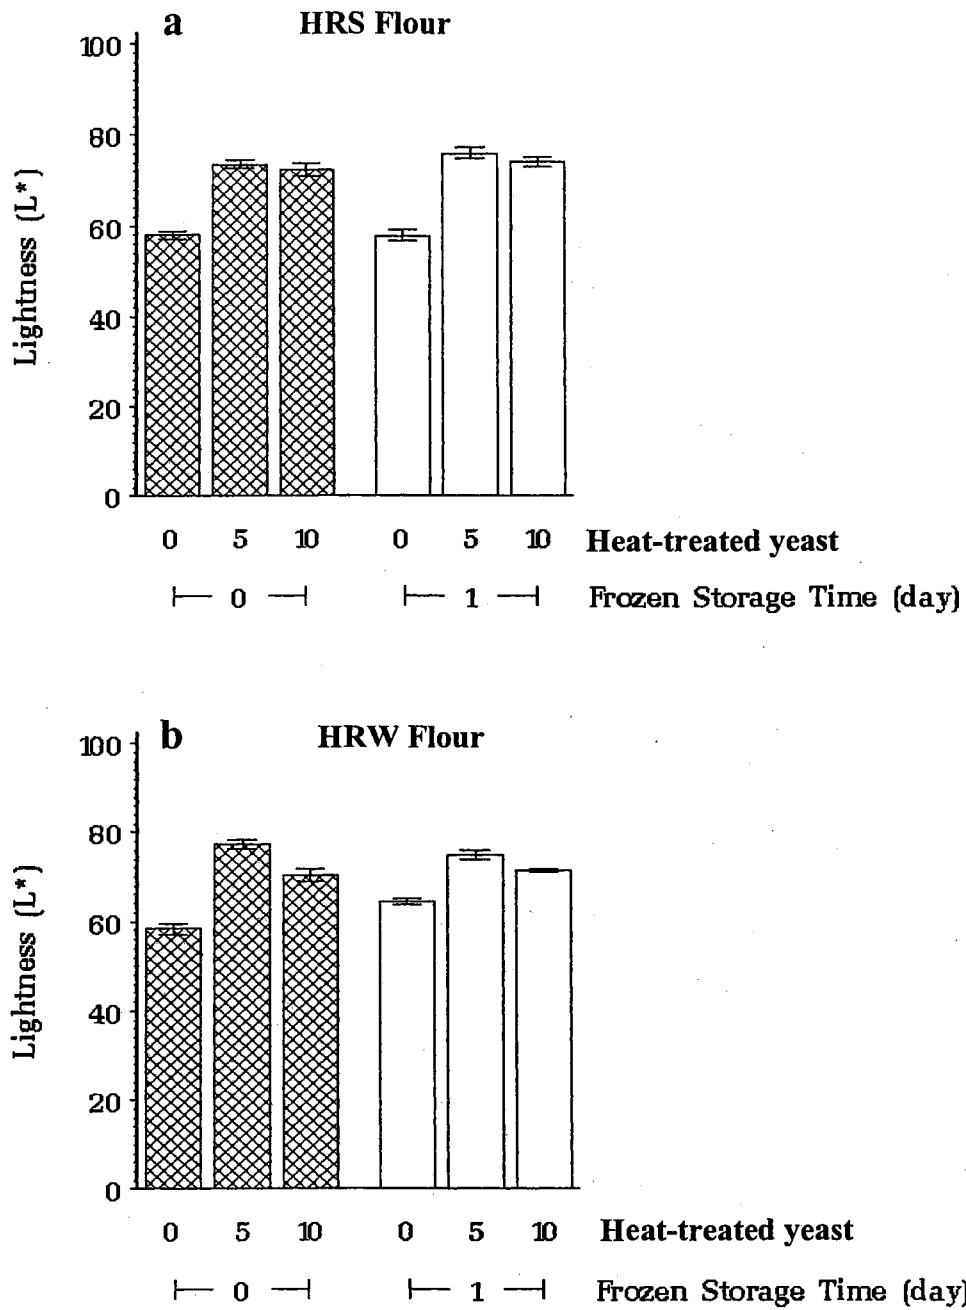 a HRS Flour
100
80
60
40
20
0
Lightness (L*)
0 5 10 0 5 10 Heat-treated yeast
0 1 Frozen Storage Time (day)
b HRW Flour
100
80
60
40
20
0
Lightness (L*)
0 5 10 0 5 10 Heat-treated yeast
0 1 Frozen Storage Time (day)